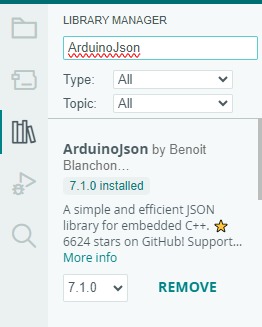 LIBRARY MANAGER
ArduinoJson
Type: All
Topic: All
ArduinoJson by Benoit
Blanchon...
7.1.0 installed
A simple and efficient JSON
library for embedded C++. ⭐
6624 stars on GitHub! Support...
More info
7.1.0 REMOVE